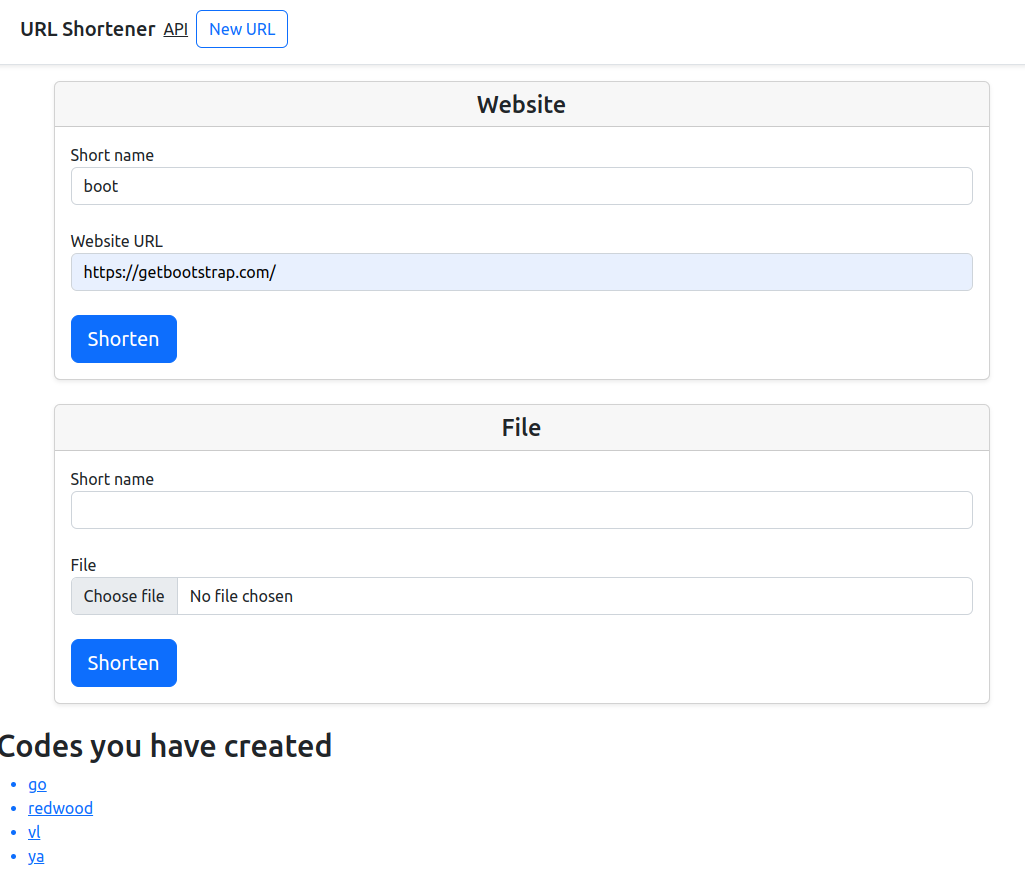 URL Shortener API New URL
Website
Short name
boot
Website URL
https://getbootstrap.com/
Shorten
File
Short name
File
Choose file No file chosen
Shorten
Codes you have created
go
redwood
vl
ya